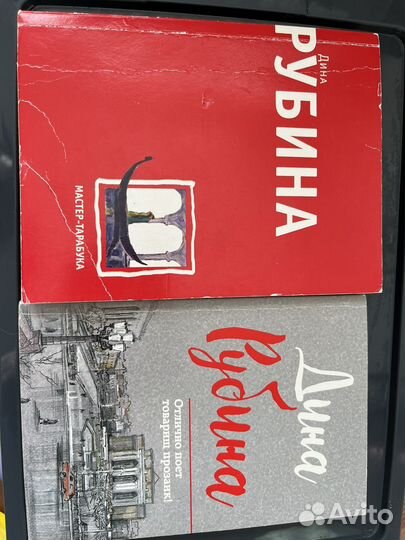 Дина
РУБИНА
МАСТЕР-ТАРАБУКА
Дина
Рубина
Отлично поет
товарищ прозаик!
Avito